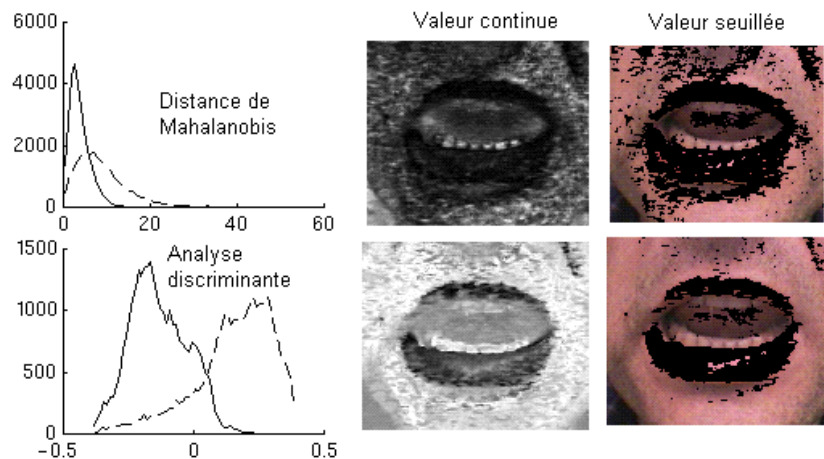 Valeur continue
Valeur seuillée
6000
4000
2000
0
Distance de
Mahalanobis
0
20
40
60
1500
1000
500
0
Analyse
discriminante
−0.5
0
0.5